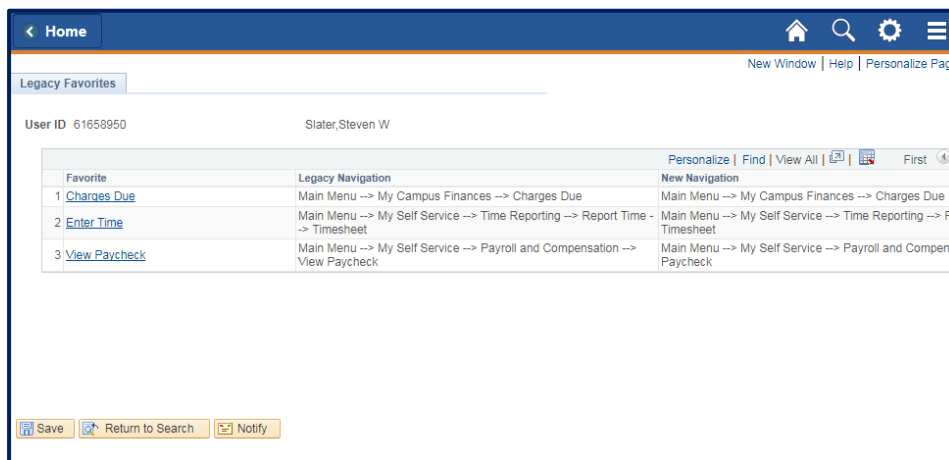 Home
New Window | Help | Personalize Pag
Legacy Favorites
User ID 61658950 Slater,Steven W
Personalize | Find | View All | | First
Favorite Legacy Navigation New Navigation
1 Charges Due Main Menu --> My Campus Finances --> Charges Due Main Menu --> My Campus Finances --> Charges Due
2 Enter Time Main Menu --> My Self Service --> Time Reporting --> Report Time - Main Menu --> My Self Service --> Time Reporting -->
-> Timesheet Timesheet
3 View Paycheck Main Menu --> My Self Service --> Payroll and Compensation --> Main Menu --> My Self Service --> Payroll and Compen
View Paycheck Paycheck
Save Return to Search Notify